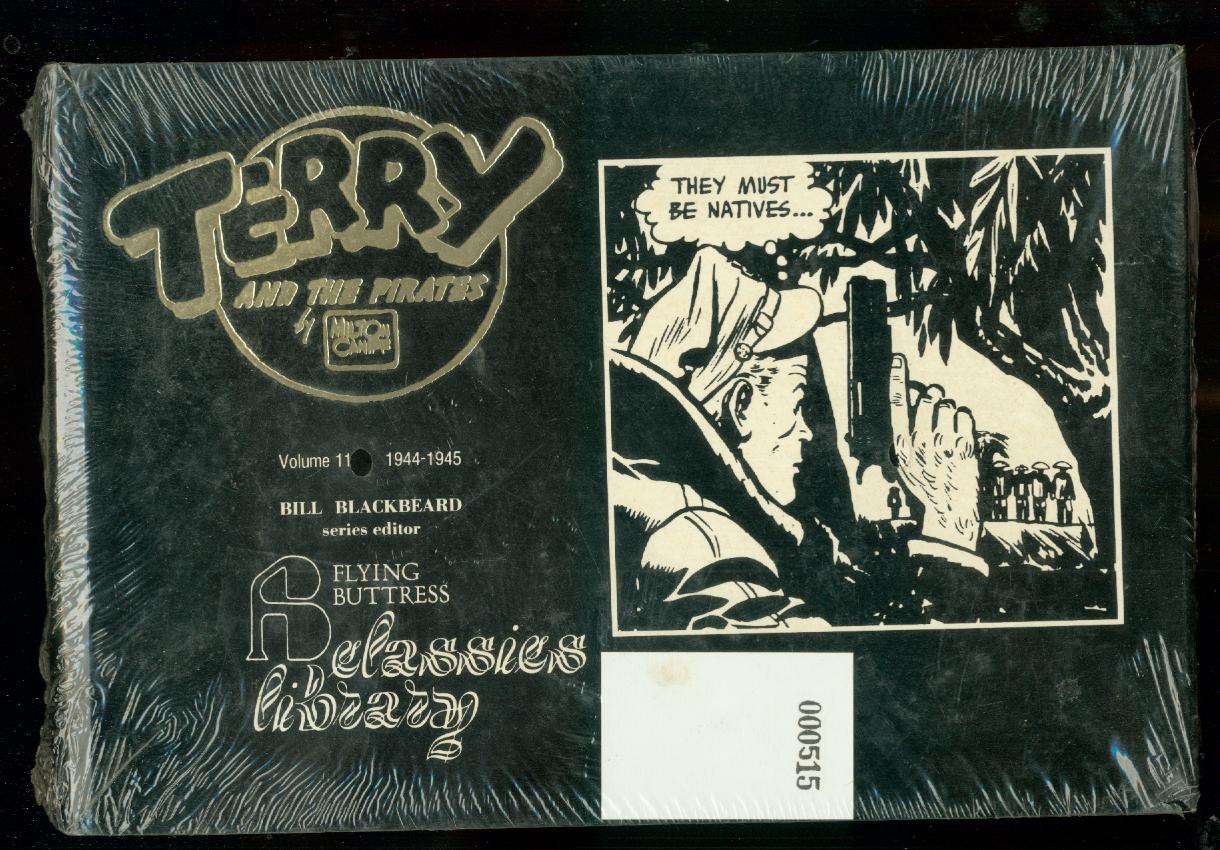 TERRY
AND THE PIRATES
by MILTON
CANIFF
Volume 11 1944-1945
BILL BLACKBEARD
series editor
FLYING
BUTTRESS
classics
library
THEY MUST
BE NATIVES...
000515